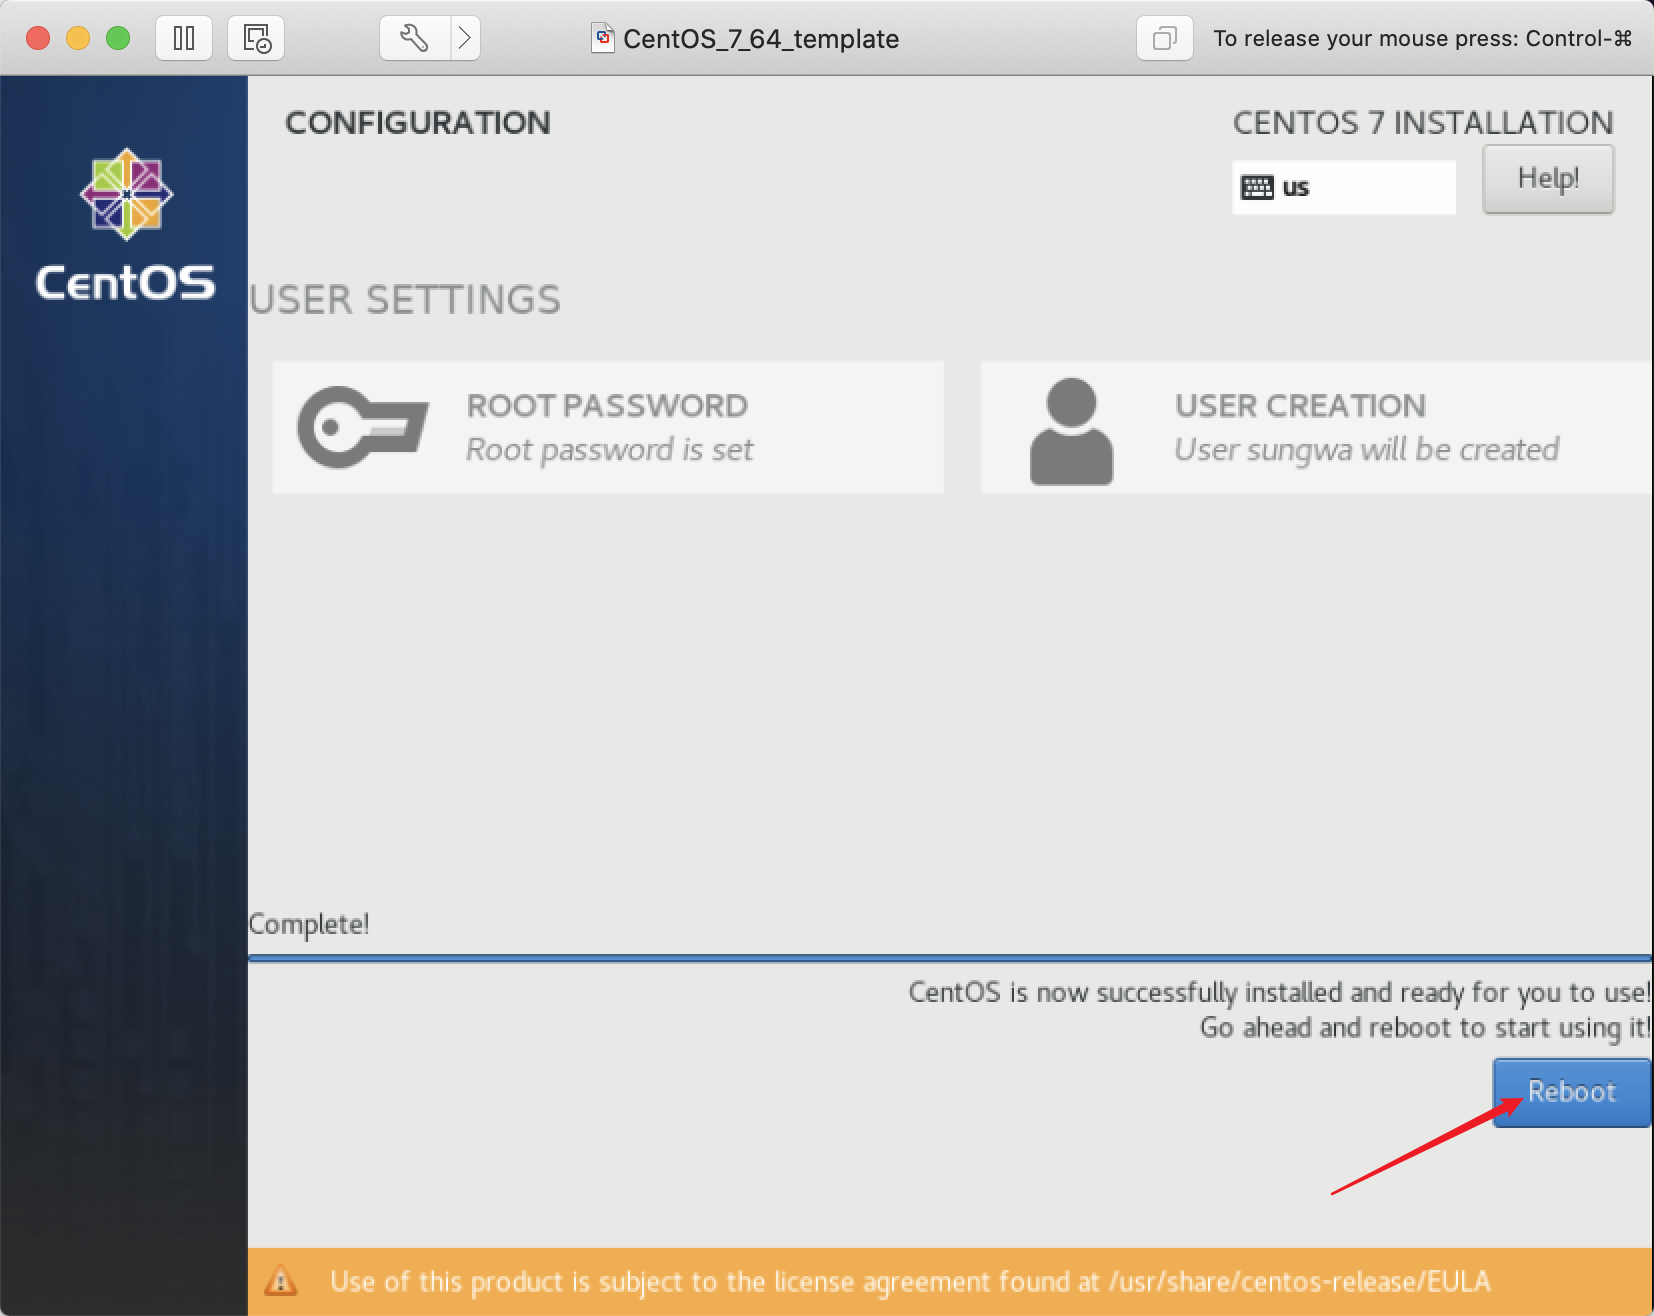 CentOS_7_64_template
To release your mouse press: Control-⌘
CentOS
CONFIGURATION
CENTOS 7 INSTALLATION
us
Help!
USER SETTINGS
ROOT PASSWORD
Root password is set
USER CREATION
User sungwa will be created
Complete!
CentOS is now successfully installed and ready for you to use!
Go ahead and reboot to start using it!
Reboot
Use of this product is subject to the license agreement found at /usr/share/centos-release/EULA